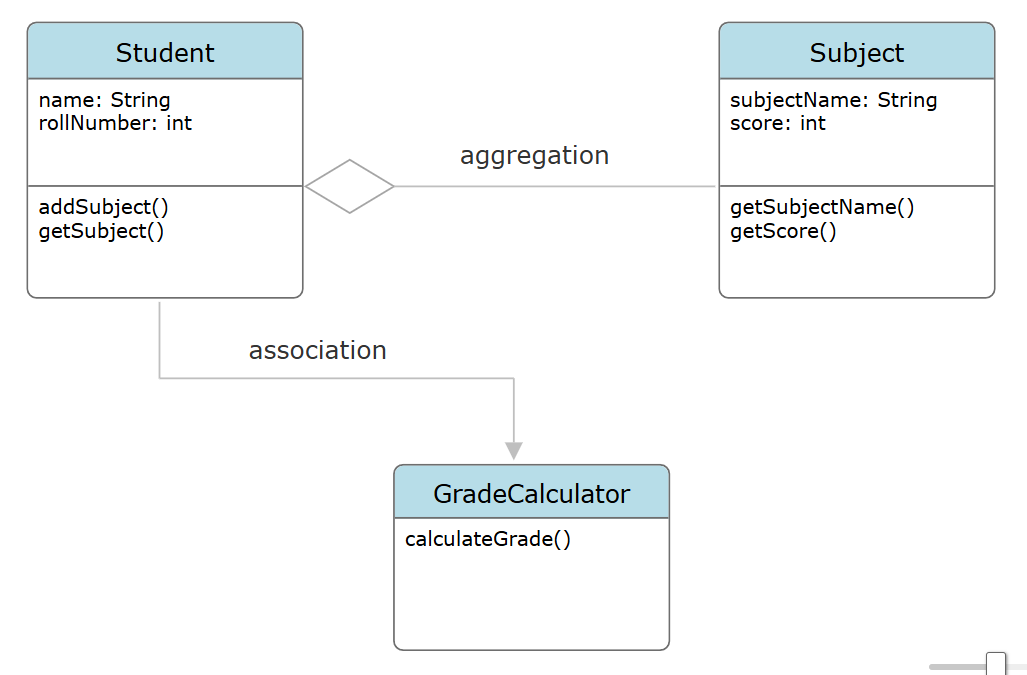 Student
name: String
rollNumber: int
addSubject()
getSubject()
aggregation
Subject
subjectName: String
score: int
getSubjectName()
getScore()
association
GradeCalculator
calculateGrade()